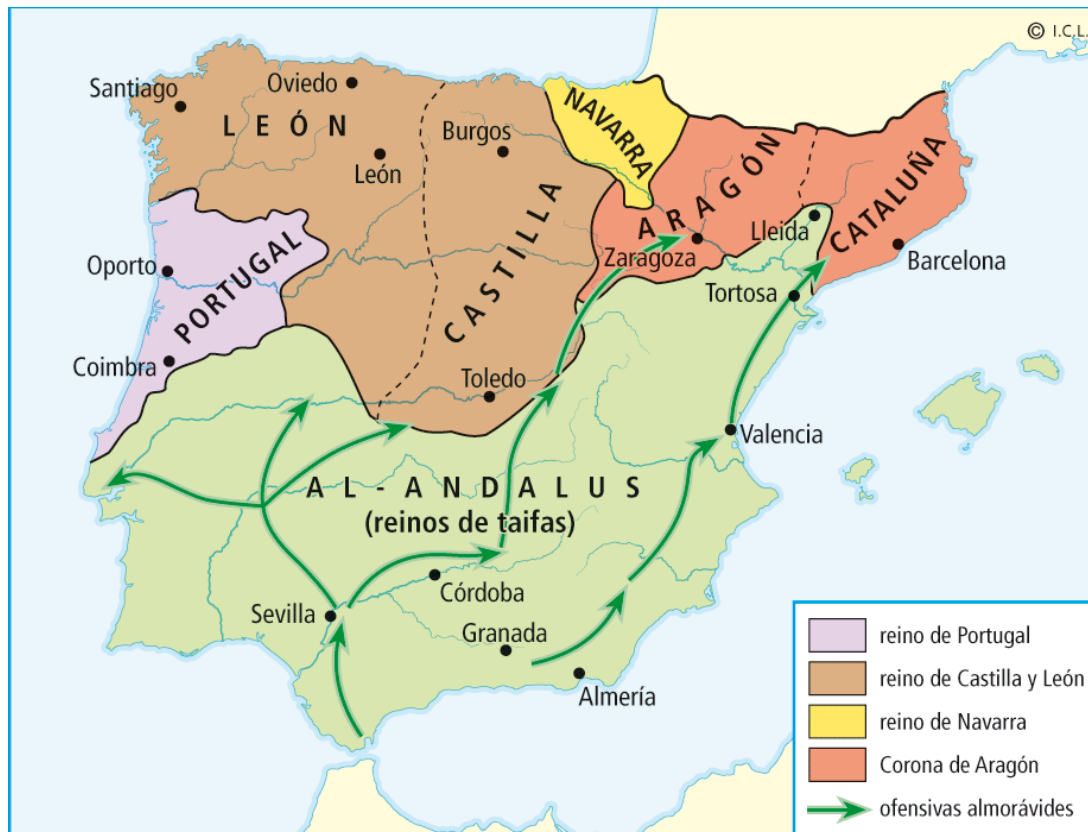 © I.C.L.
Santiago
Oviedo
LEÓN
León
Burgos
NAVARRA
ARAGÓN
CATALUÑA
CASTILLA
Lleida
Zaragoza
Barcelona
Oporto
PORTUGAL
Tortosa
Coimbra
Toledo
Valencia
AL-ANDALUS
(reinos de taifas)
Sevilla
Córdoba
Granada
Almería
reino de Portugal
reino de Castilla y León
reino de Navarra
Corona de Aragón
ofensivas almorávides